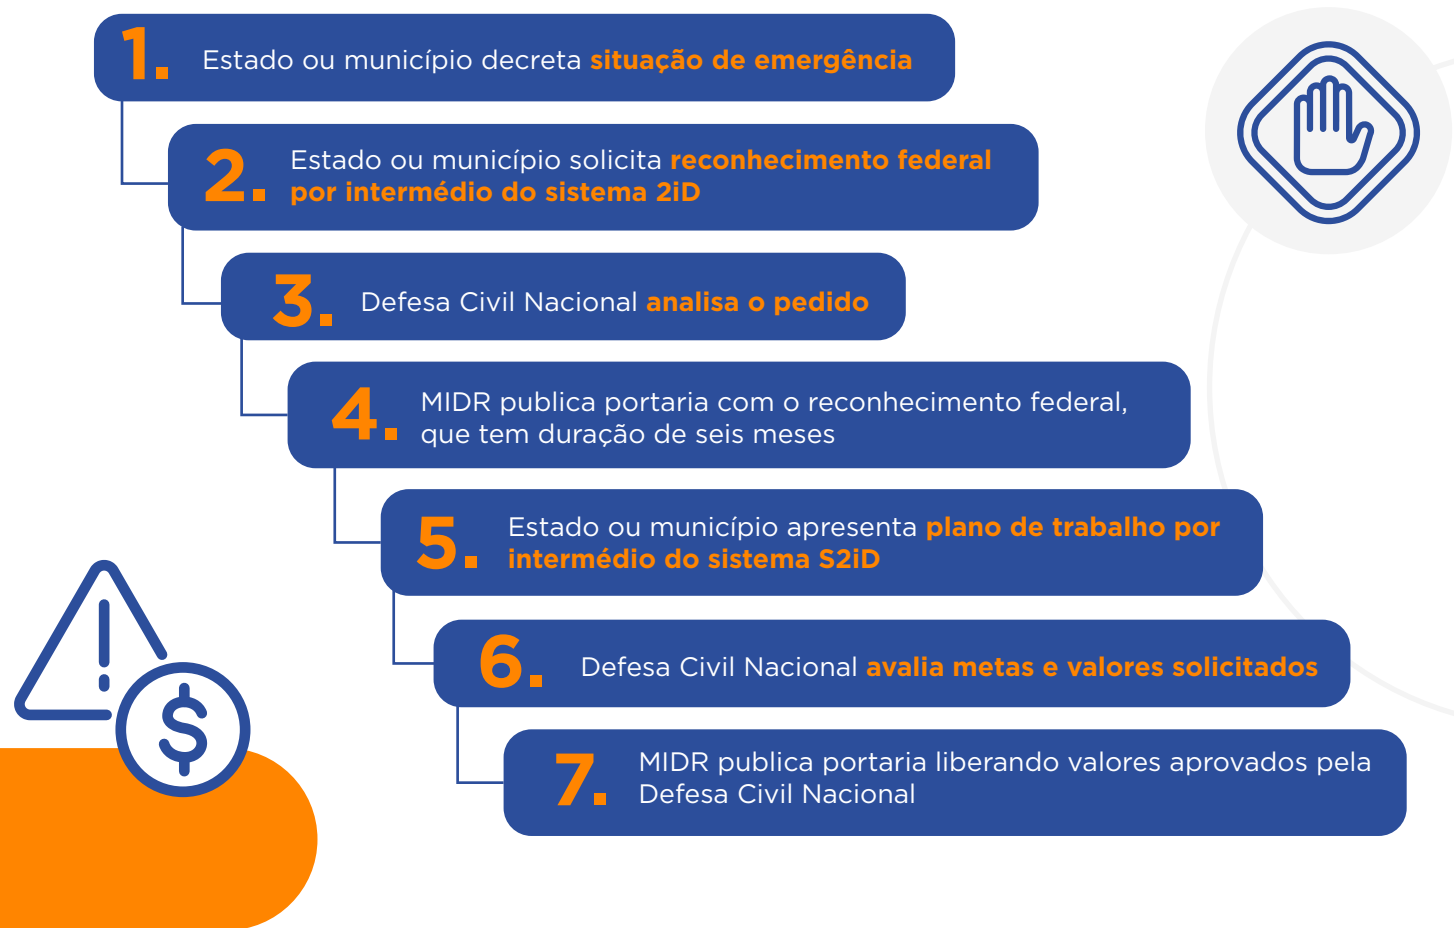 1. Estado ou município decreta situação de emergência
2. Estado ou município solicita reconhecimento federal
por intermédio do sistema 2iD
3. Defesa Civil Nacional analisa o pedido
4. MIDR publica portaria com o reconhecimento federal,
que tem duração de seis meses
5. Estado ou município apresenta plano de trabalho por
intermédio do sistema S2iD
6. Defesa Civil Nacional avalia metas e valores solicitados
7. MIDR publica portaria liberando valores aprovados pela
Defesa Civil Nacional
$